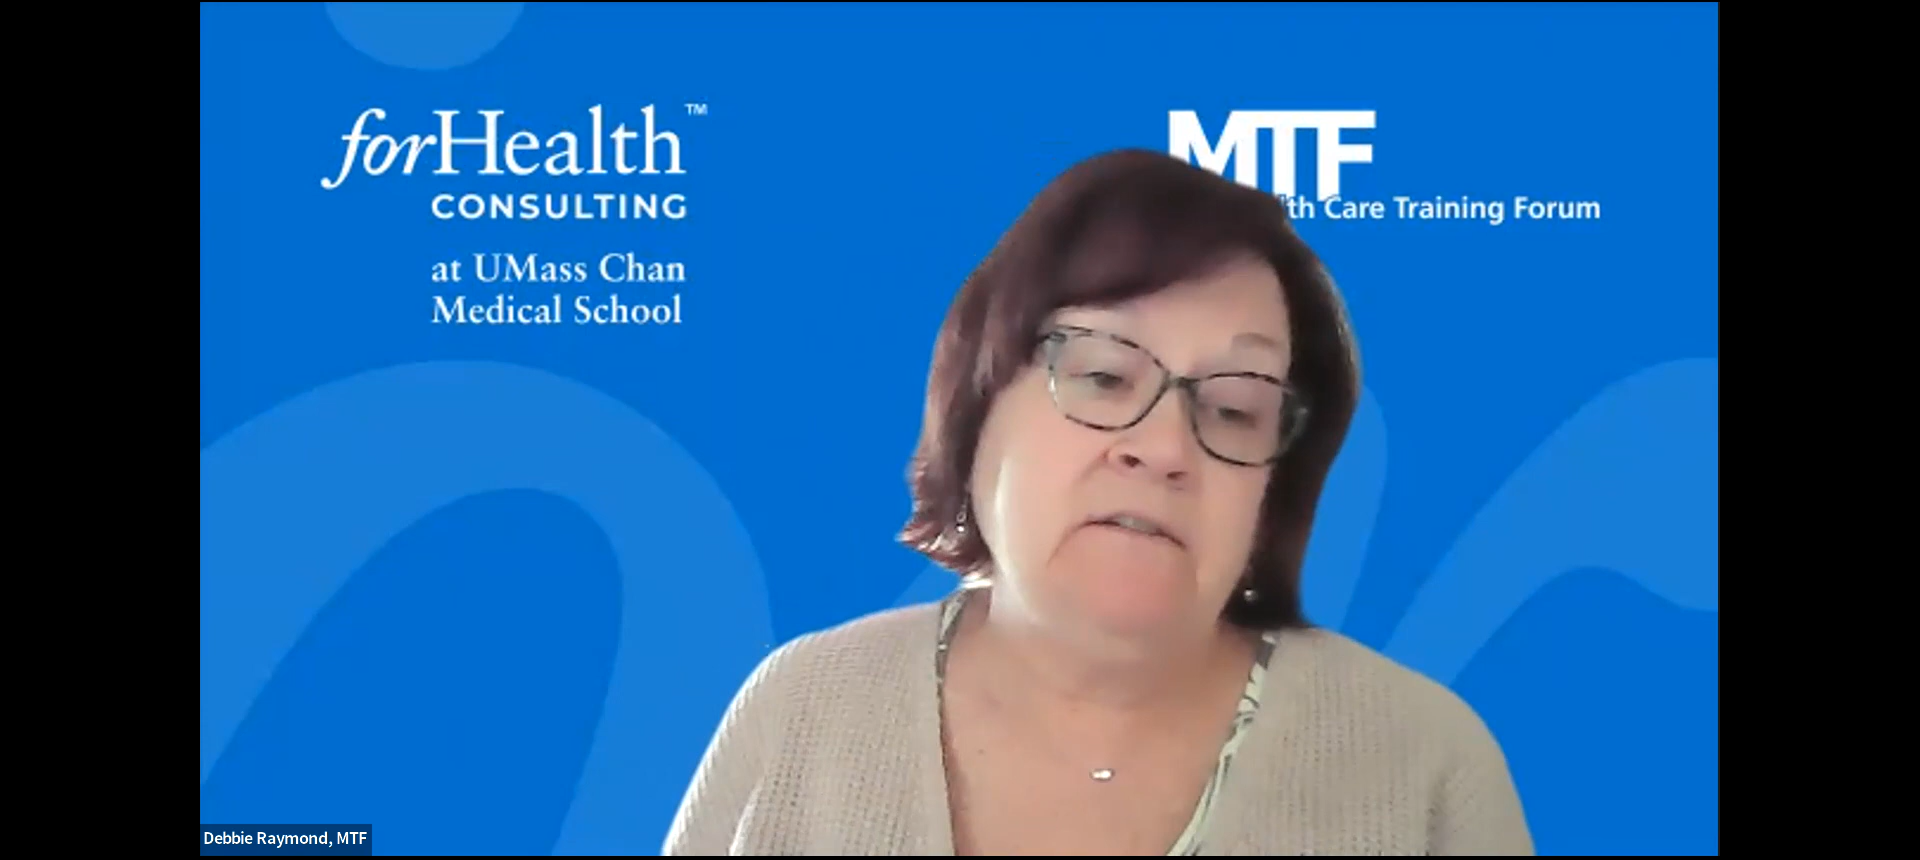 forHealth™
CONSULTING
at UMass Chan
Medical School
MTF
Care Training Forum
Debbie Raymond, MTF